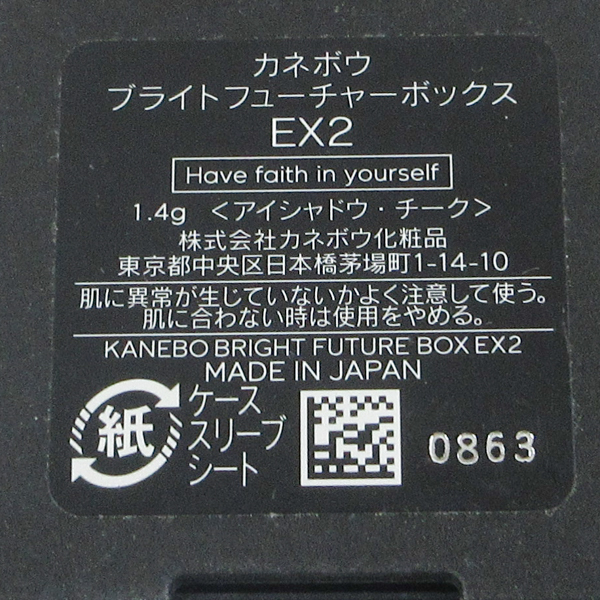 カネボウ
ブライトフューチャーボックス
EX2
Have faith in yourself
1.4g <アイシャドウ・チーク>
株式会社カネボウ化粧品
東京都中央区日本橋茅場町1-14-10
肌に異常が生じていないかよく注意して使う。
肌に合わない時は使用をやめる。
KANEBO BRIGHT FUTURE BOX EX2
MADE IN JAPAN
紙
ケース
スリーブ
シート
0863